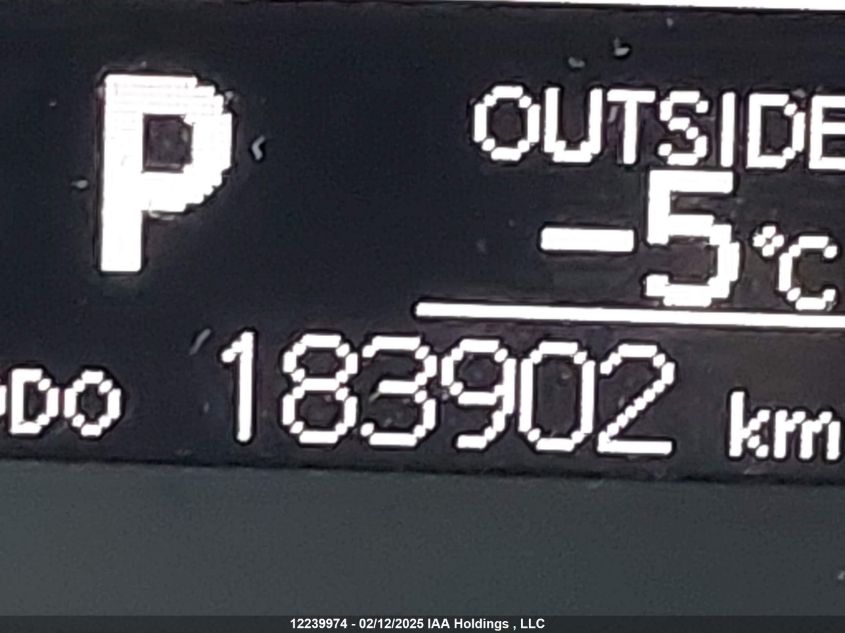 P
OUTSIDE
-5°C
ODO 183902 km
12239974 - 02/12/2025 IAA Holdings , LLC